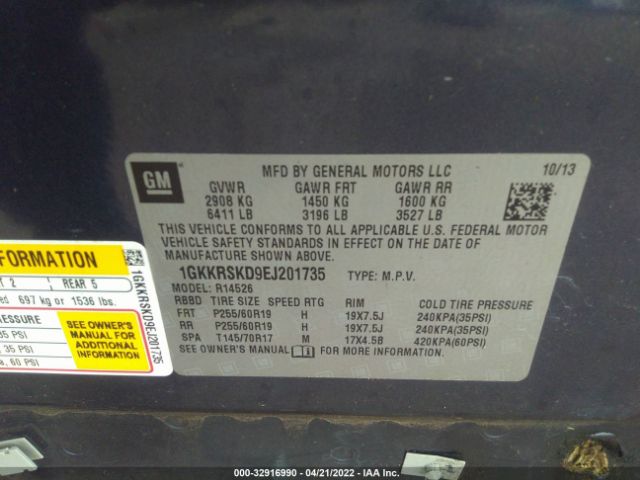 GM
MFD BY GENERAL MOTORS LLC 10/13
GVWR GAWR FRT GAWR RR
2908 KG 1450 KG 1600 KG
6411 LB 3196 LB 3527 LB
THIS VEHICLE CONFORMS TO ALL APPLICABLE U.S. FEDERAL MOTOR
VEHICLE SAFETY STANDARDS IN EFFECT ON THE DATE OF
MANUFACTURE SHOWN ABOVE.
1GKKRSKD9EJ201735 TYPE: M.P.V.
MODEL: R14526
RBBD TIRE SIZE SPEED RTG RIM COLD TIRE PRESSURE
FRT P255/60R19 H 19X7.5J 240KPA(35PSI)
RR P255/60R19 H 19X7.5J 240KPA(35PSI)
SPA T145/70R17 M 17X4.5B 420KPA(60PSI)
SEE OWNER'S MANUAL FOR MORE INFORMATION
FORMATION
2 REAR 5
697 kg or 1536 lbs.
PRESSURE
35 PSI
, 35 PSI
, 60 PSI
SEE OWNER'S
MANUAL FOR
ADDITIONAL
INFORMATION
1GKKRSKD9EJ201735
000-32916990 - 04/21/2022 - IAA Inc.